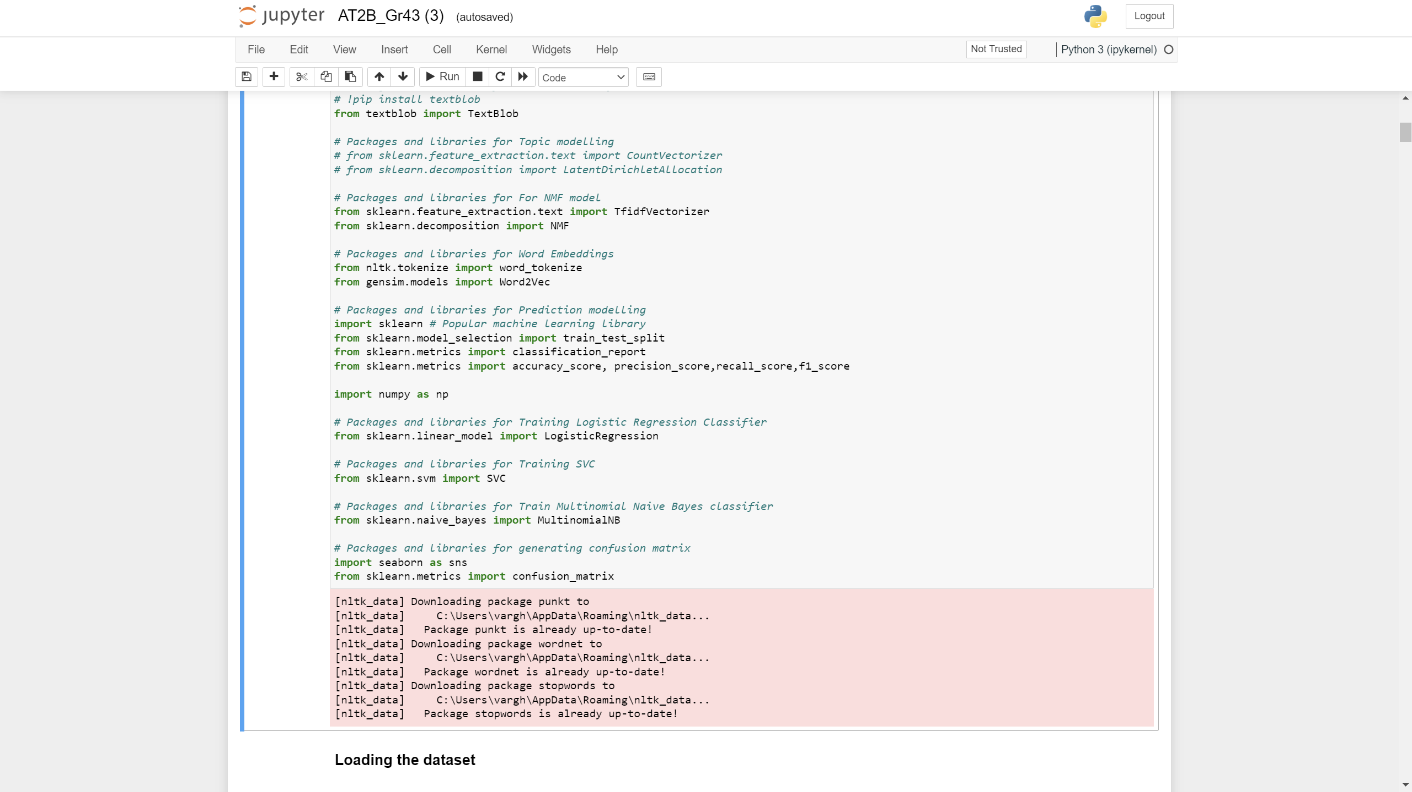 jupyter AT2B_Gr43 (3) (autosaved) Logout
File Edit View Insert Cell Kernel Widgets Help Not Trusted Python 3 (ipykernel)
Run Code
# !pip install textblob
from textblob import TextBlob
# Packages and libraries for Topic modelling
# from sklearn.feature_extraction.text import CountVectorizer
# from sklearn.decomposition import LatentDirichletAllocation
# Packages and libraries for For NMF model
from sklearn.feature_extraction.text import TfidfVectorizer
from sklearn.decomposition import NMF
# Packages and libraries for Word Embeddings
from nltk.tokenize import word_tokenize
from gensim.models import Word2Vec
# Packages and libraries for Prediction modelling
import sklearn # Popular machine learning library
from sklearn.model_selection import train_test_split
from sklearn.metrics import classification_report
from sklearn.metrics import accuracy_score, precision_score,recall_score,f1_score
import numpy as np
# Packages and libraries for Training Logistic Regression Classifier
from sklearn.linear_model import LogisticRegression
# Packages and libraries for Training SVC
from sklearn.svm import SVC
# Packages and libraries for Train Multinomial Naive Bayes classifier
from sklearn.naive_bayes import MultinomialNB
# Packages and libraries for generating confusion matrix
import seaborn as sns
from sklearn.metrics import confusion_matrix
[nltk_data] Downloading package punkt to
[nltk_data]     C:\Users\vargh\AppData\Roaming\nltk_data...
[nltk_data]   Package punkt is already up-to-date!
[nltk_data] Downloading package wordnet to
[nltk_data]     C:\Users\vargh\AppData\Roaming\nltk_data...
[nltk_data]   Package wordnet is already up-to-date!
[nltk_data] Downloading package stopwords to
[nltk_data]     C:\Users\vargh\AppData\Roaming\nltk_data...
[nltk_data]   Package stopwords is already up-to-date!
Loading the dataset